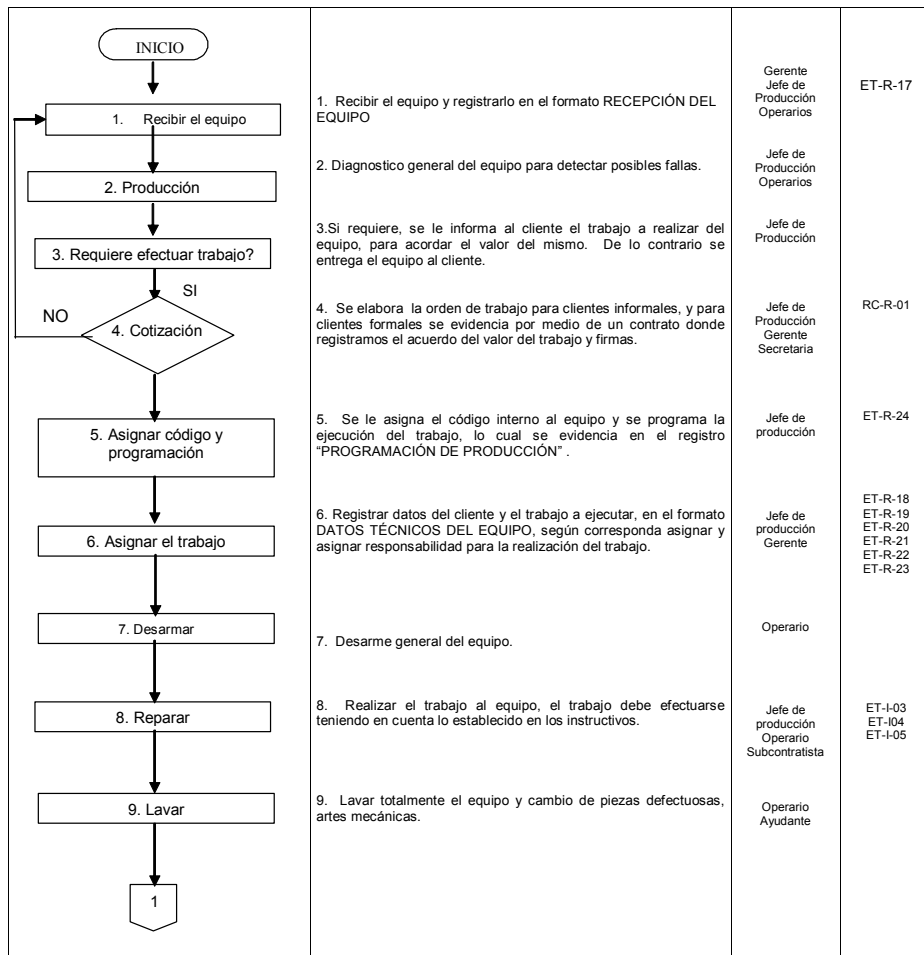 INICIO
1. Recibir el equipo
1. Recibir el equipo y registrarlo en el formato RECEPCIÓN DEL
EQUIPO
Gerente
Jefe de
Producción
Operarios
ET-R-17
2. Producción
2. Diagnostico general del equipo para detectar posibles fallas.
Jefe de
Producción
Operarios
3. Requiere efectuar trabajo?
3.Si requiere, se le informa al cliente el trabajo a realizar del
equipo, para acordar el valor del mismo. De lo contrario se
entrega el equipo al cliente.
Jefe de
Producción
SI
NO
4. Cotización
4. Se elabora la orden de trabajo para clientes informales, y para
clientes formales se evidencia por medio de un contrato donde
registramos el acuerdo del valor del trabajo y firmas.
Jefe de
Producción
Gerente
Secretaria
RC-R-01
5. Asignar código y
programación
5. Se le asigna el código interno al equipo y se programa la
ejecución del trabajo, lo cual se evidencia en el registro
“PROGRAMACIÓN DE PRODUCCIÓN” .
Jefe de
producción
ET-R-24
6. Asignar el trabajo
6. Registrar datos del cliente y el trabajo a ejecutar, en el formato
DATOS TÉCNICOS DEL EQUIPO, según corresponda asignar y
asignar responsabilidad para la realización del trabajo.
Jefe de
producción
Gerente
ET-R-18
ET-R-19
ET-R-20
ET-R-21
ET-R-22
ET-R-23
7. Desarmar
7. Desarme general del equipo.
Operario
8. Reparar
8. Realizar el trabajo al equipo, el trabajo debe efectuarse
teniendo en cuenta lo establecido en los instructivos.
Jefe de
producción
Operario
Subcontratista
ET-I-03
ET-I04
ET-I-05
9. Lavar
9. Lavar totalmente el equipo y cambio de piezas defectuosas,
artes mecánicas.
Operario
Ayudante
1